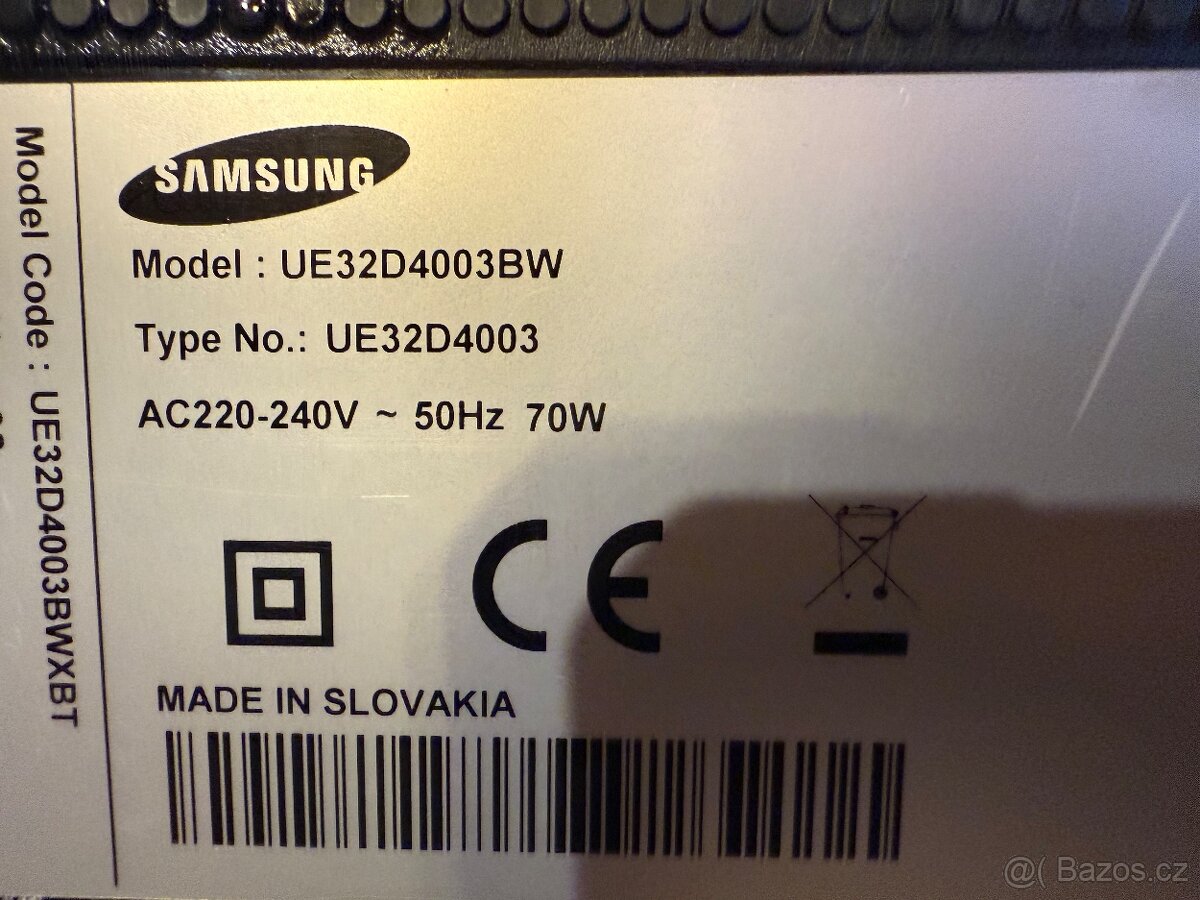 SAMSUNG
Model : UE32D4003BW
Type No.: UE32D4003
AC220-240V ~ 50Hz 70W
CE
MADE IN SLOVAKIA
Model Code : UE32D4003BWXBT
@( Bazos.cz